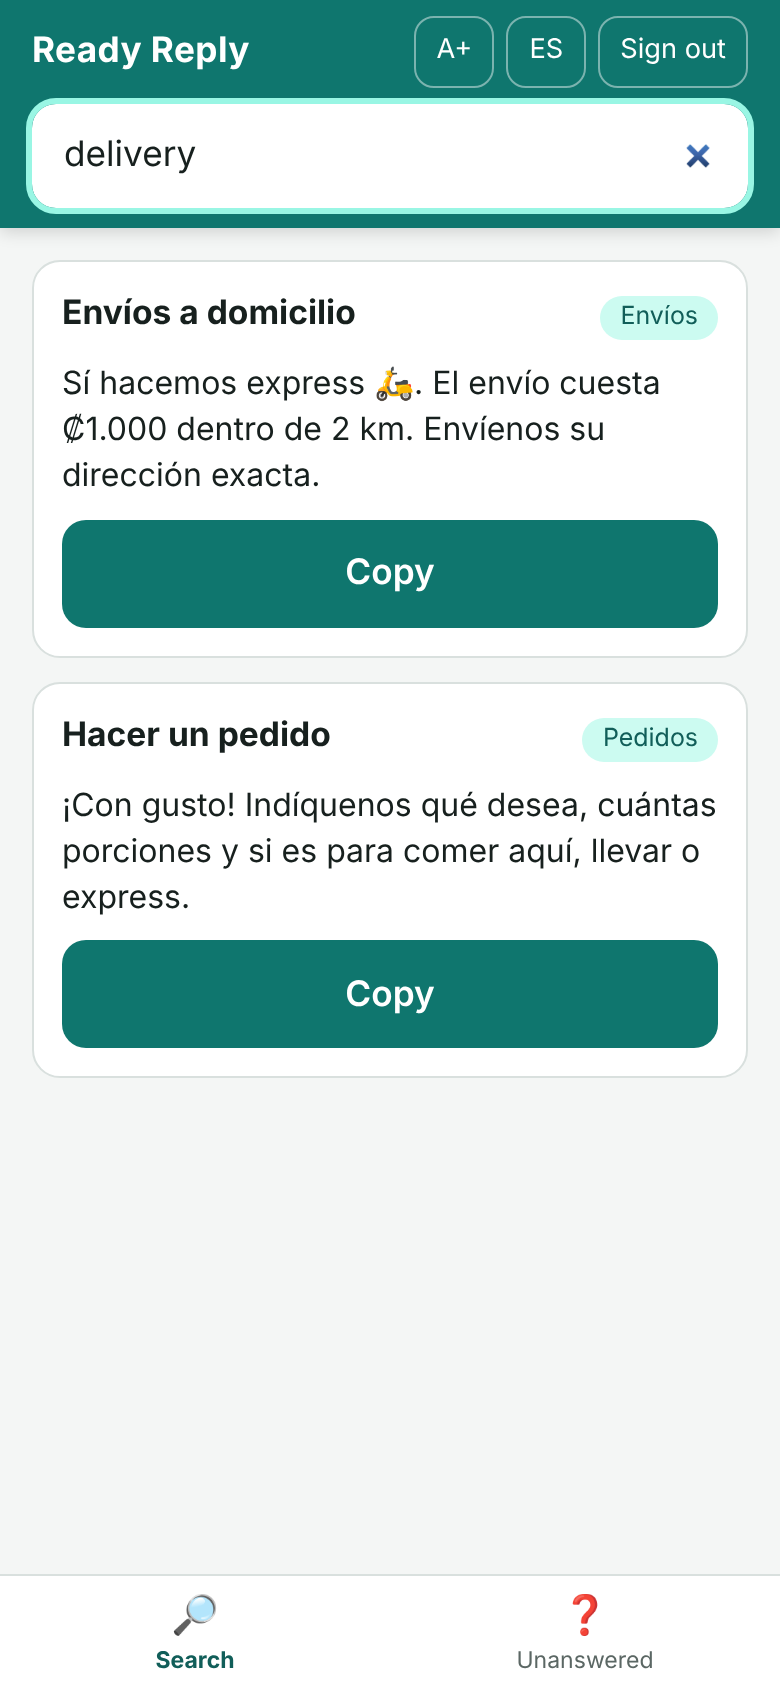 Ready Reply
A+
ES
Sign out
delivery
Envíos a domicilio
Envíos
Sí hacemos express 🛵. El envío cuesta
₡1.000 dentro de 2 km. Envíenos su
dirección exacta.
Copy
Hacer un pedido
Pedidos
¡Con gusto! Indíquenos qué desea, cuántas
porciones y si es para comer aquí, llevar o
express.
Copy
Search
Unanswered